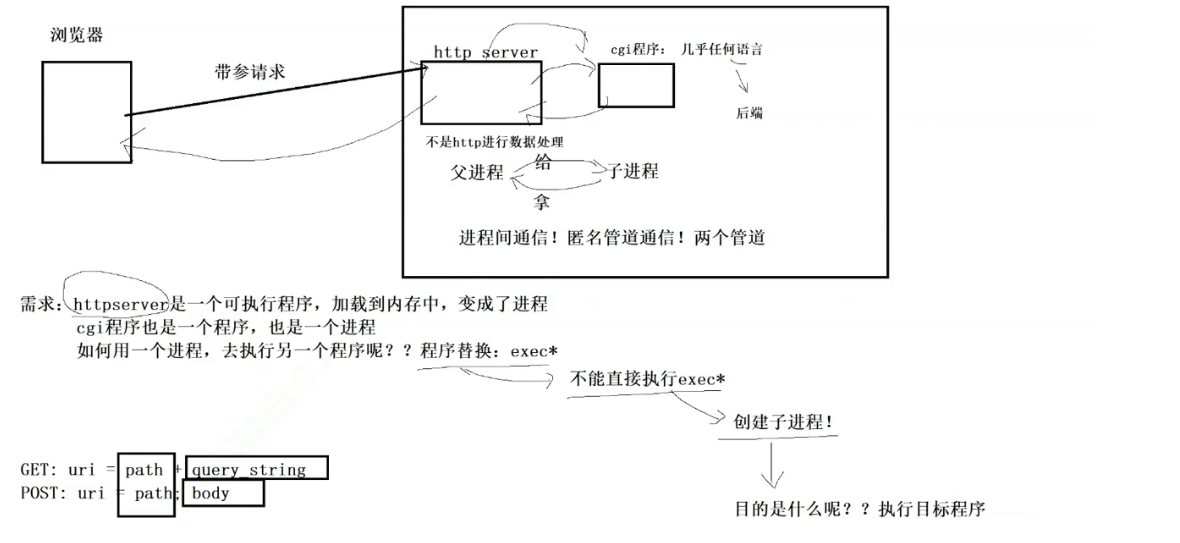 浏览器
带参请求
http server
cgi程序： 几乎任何语言
后端
不是http进行数据处理
给
父进程
子进程
拿
进程间通信！匿名管道通信！两个管道
需求：httpserver是一个可执行程序，加载到内存中，变成了进程
cgi程序也是一个程序，也是一个进程
如何用一个进程，去执行另一个程序呢？？程序替换：exec*
不能直接执行exec*
创建子进程！
GET: uri = path + query_string
POST: uri = path; body
目的是什么呢？？执行目标程序